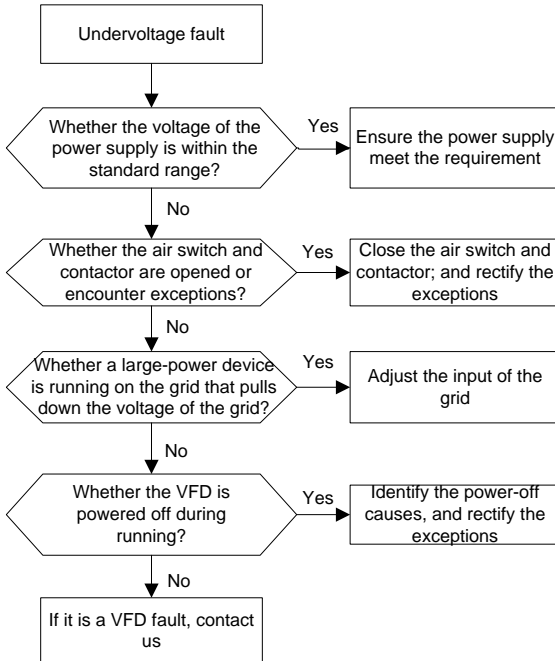 Undervoltage fault
Whether the voltage of the
power supply is within the
standard range?
Yes
Ensure the power supply
meet the requirement
No
Whether the air switch and
contactor are opened or
encounter exceptions?
Yes
Close the air switch and
contactor; and rectify the
exceptions
No
Whether a large-power device
is running on the grid that pulls
down the voltage of the grid?
Yes
Adjust the input of the
grid
No
Whether the VFD is
powered off during
running?
Yes
Identify the power-off
causes, and rectify the
exceptions
No
If it is a VFD fault, contact
us